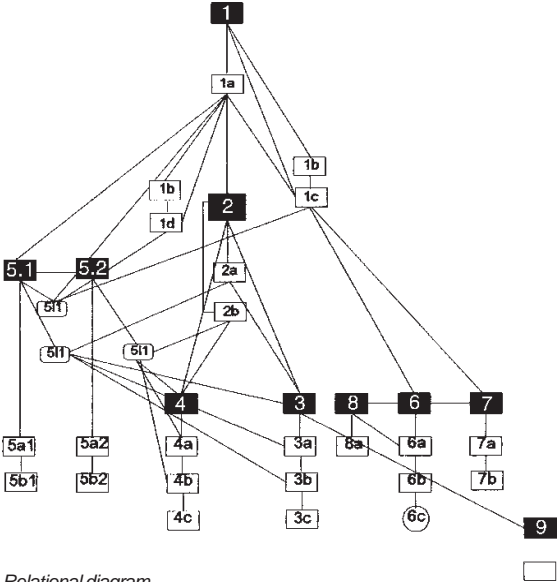 1
1a
1b
1b
1c
1d
2
5.1
5.2
2a
5l1
2b
5l1
5l1
4
3
8
6
7
5a1
5a2
4a
3a
8a
6a
7a
5b1
5b2
4b
3b
6b
7b
4c
3c
6c
9
Relational diagram